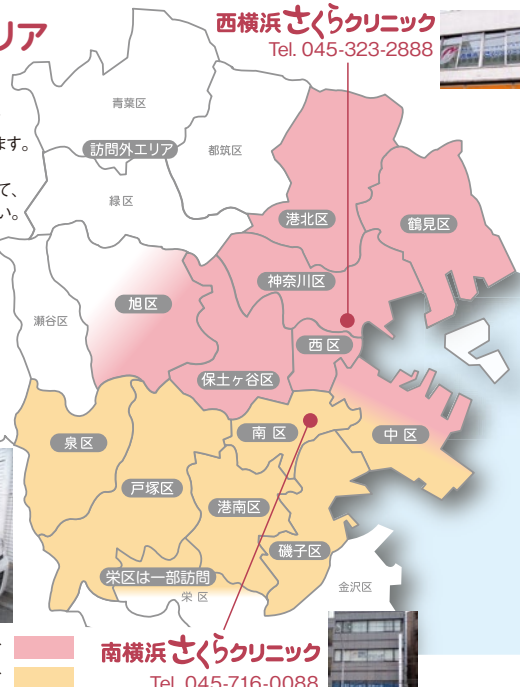 リア
西横浜さくらクリニック
Tel. 045-323-2888
ます。
て、
い。
青葉区
訪問外エリア
都筑区
緑区
港北区
鶴見区
神奈川区
旭区
瀬谷区
西区
保土ヶ谷区
泉区
南区
中区
戸塚区
港南区
磯子区
栄区は一部訪問
栄区
金沢区
南横浜さくらクリニック
Tel. 045-716-0088